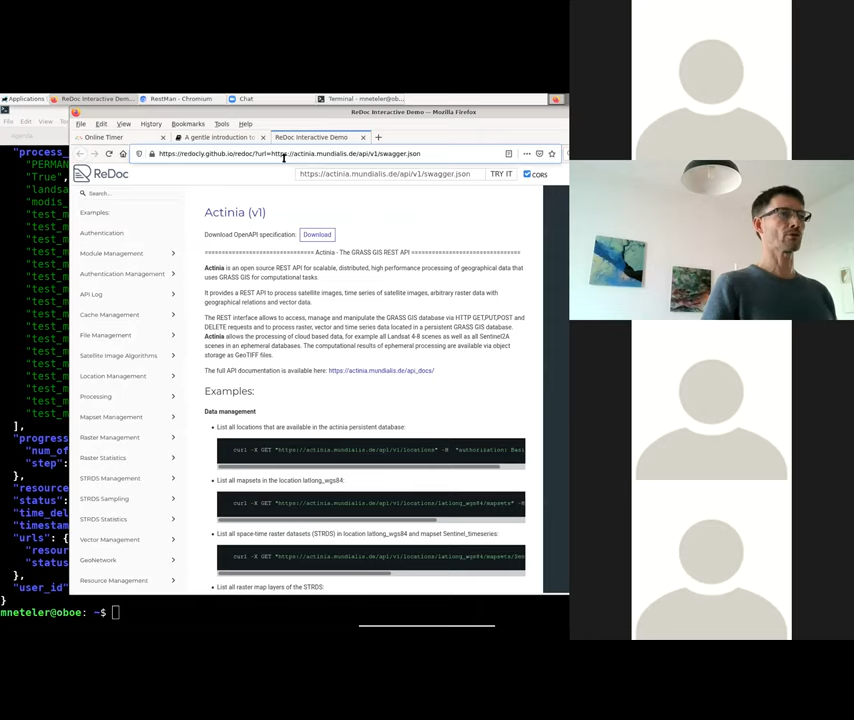 Applications
ReDoc Interactive Dem...
RestMan - Chromium
Chat
Terminal - mneteler@ob...
ReDoc Interactive Demo — Mozilla Firefox
File Edit View
File Edit View History Bookmarks Tools Help
Online Timer
A gentle introduction to
ReDoc Interactive Demo
https://redocly.github.io/redoc/?url=https://actinia.mundialis.de/api/v1/swagger.json
ReDoc
https://actinia.mundialis.de/api/v1/swagger.json
TRY IT
CORS
"process_
"PERMAN
"True",
"landsa
"modis_
"test_m
"test_m
"test_m
"test_m
"test_m
"test_m
"test_m
"test_m
"test_m
"test_m
],
"progress
"num_of
"step":
},
"resource
"status":
"time_del
"timestam
"urls": {
"resour
"status
},
"user_id"
}
mneteler@oboe: ~$
Search...
Examples:
Authentication
Module Management
Authentication Management
API Log
Cache Management
File Management
Satellite Image Algorithms
Location Management
Processing
Mapset Management
Raster Management
Raster Statistics
STRDS Management
STRDS Sampling
STRDS Statistics
Vector Management
GeoNetwork
Resource Management
Actinia (v1)
Download OpenAPI specification: Download
============================= Actinia - The GRASS GIS REST API =============================
Actinia is an open source REST API for scalable, distributed, high performance processing of geographical data that
uses GRASS GIS for computational tasks.
It provides a REST API to process satellite images, time series of satellite images, arbitrary raster data with
geographical relations and vector data.
The REST interface allows to access, manage and manipulate the GRASS GIS database via HTTP GET,PUT,POST and
DELETE requests and to process raster, vector and time series data located in a persistent GRASS GIS database.
Actinia allows the processing of cloud based data, for example all Landsat 4-8 scenes as well as all Sentinel2A
scenes in an ephemeral databases. The computational results of ephemeral processing are available via object
storage as GeoTIFF files.
The full API documentation is available here: https://actinia.mundialis.de/api_docs/
Examples:
Data management
List all locations that are available in the actinia persistent database:
curl -X GET "https://actinia.mundialis.de/api/v1/locations" -H "authorization: Basi
List all mapsets in the location latlong_wgs84:
curl -X GET "https://actinia.mundialis.de/api/v1/locations/latlong_wgs84/mapsets" -H
List all space-time raster datasets (STRDS) in location latlong_wgs84 and mapset Sentinel_timeseries:
curl -X GET "https://actinia.mundialis.de/api/v1/locations/latlong_wgs84/mapsets/Sen
List all raster map layers of the STRDS: